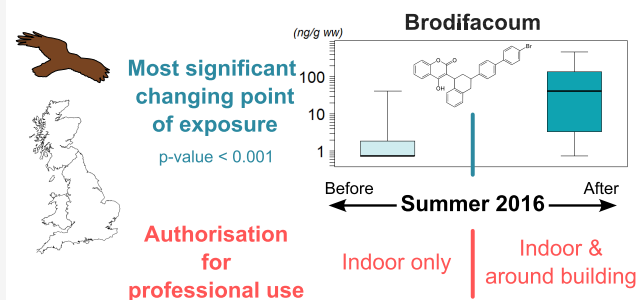 Brodifacoum
(ng/g ww)
Most significant
changing point
of exposure
p-value < 0.001
100
10
1
O
O
OH
Br
Before
After
Summer 2016
Authorisation
for
professional use
Indoor only
Indoor &
around building